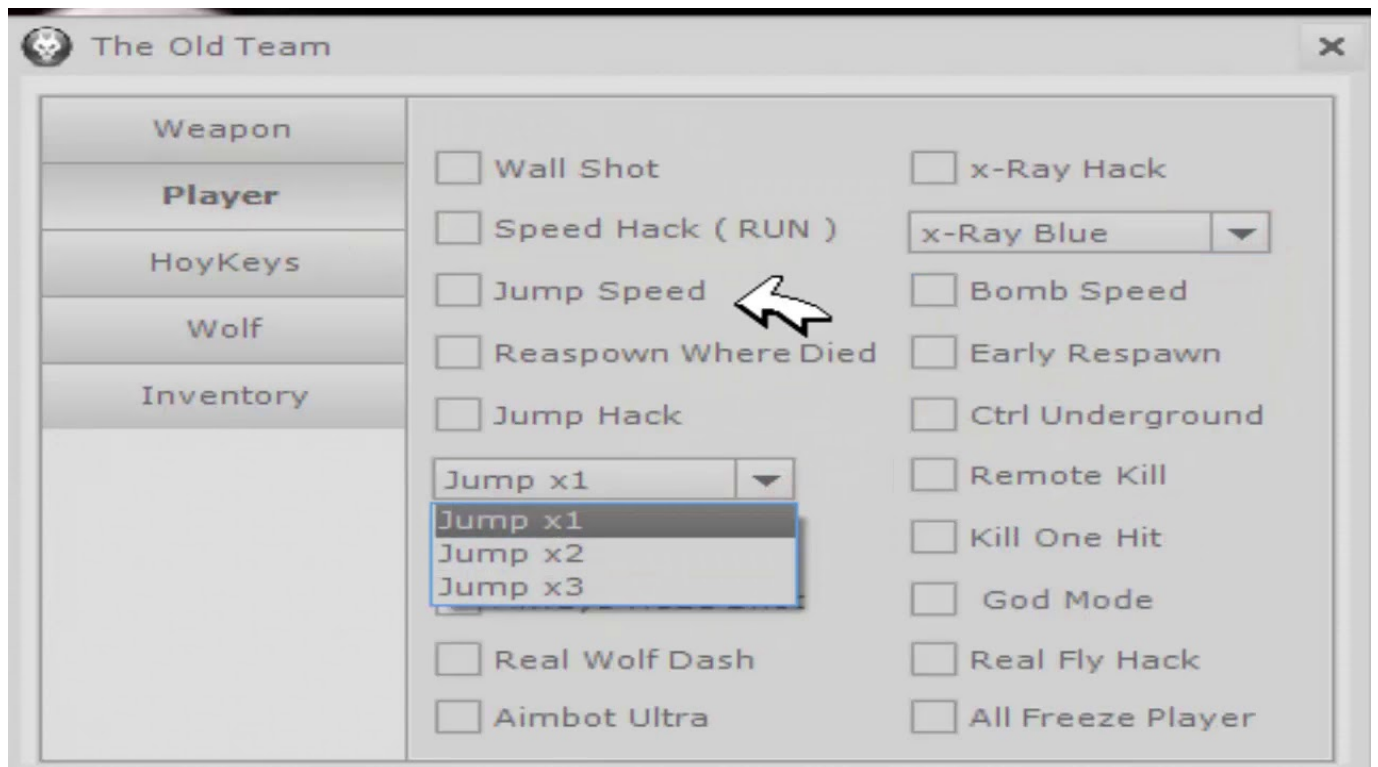 The Old Team
Weapon
Player
HoyKeys
Wolf
Inventory
Wall Shot
Speed Hack ( RUN )
Jump Speed
Reaspown Where Died
Jump Hack
Jump x1
Jump x1
Jump x2
Jump x3
Real Wolf Dash
Aimbot Ultra
x-Ray Hack
x-Ray Blue
Bomb Speed
Early Respawn
Ctrl Underground
Remote Kill
Kill One Hit
God Mode
Real Fly Hack
All Freeze Player